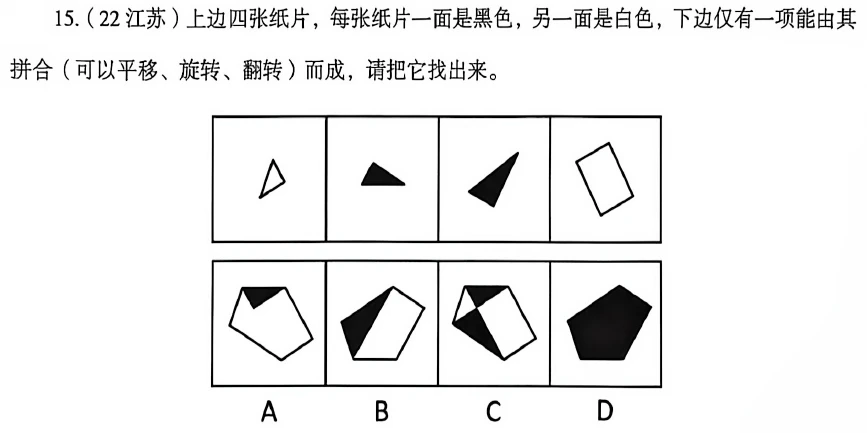 15.（22 江苏）上边四张纸片，每张纸片一面是黑色，另一面是白色，下边仅有一项能由其
拼合（可以平移、旋转、翻转）而成，请把它找出来。
A B C D